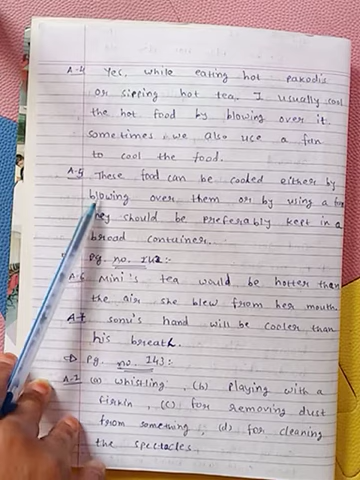 A-4 Yes, while eating hot pakodis
or sipping hot tea. I usually cool
the hot food by blowing over it.
sometimes we also use a fan
to cool the food.
A-5 These food can be cooled either by
blowing over them or by using a
hey should be preferably kept in a
broad container.
Pg. no. 142:-
A-6 Mini's tea would be hotter than
the air she blew from her mouth.
A-7 Sonu's hand will be cooler than
his breath.
Pg. no. 143:-
A-1 (a) whistling, (b) Playing with a
firkin, (c) for removing dust
from something, (d) for cleaning
the spectacles.